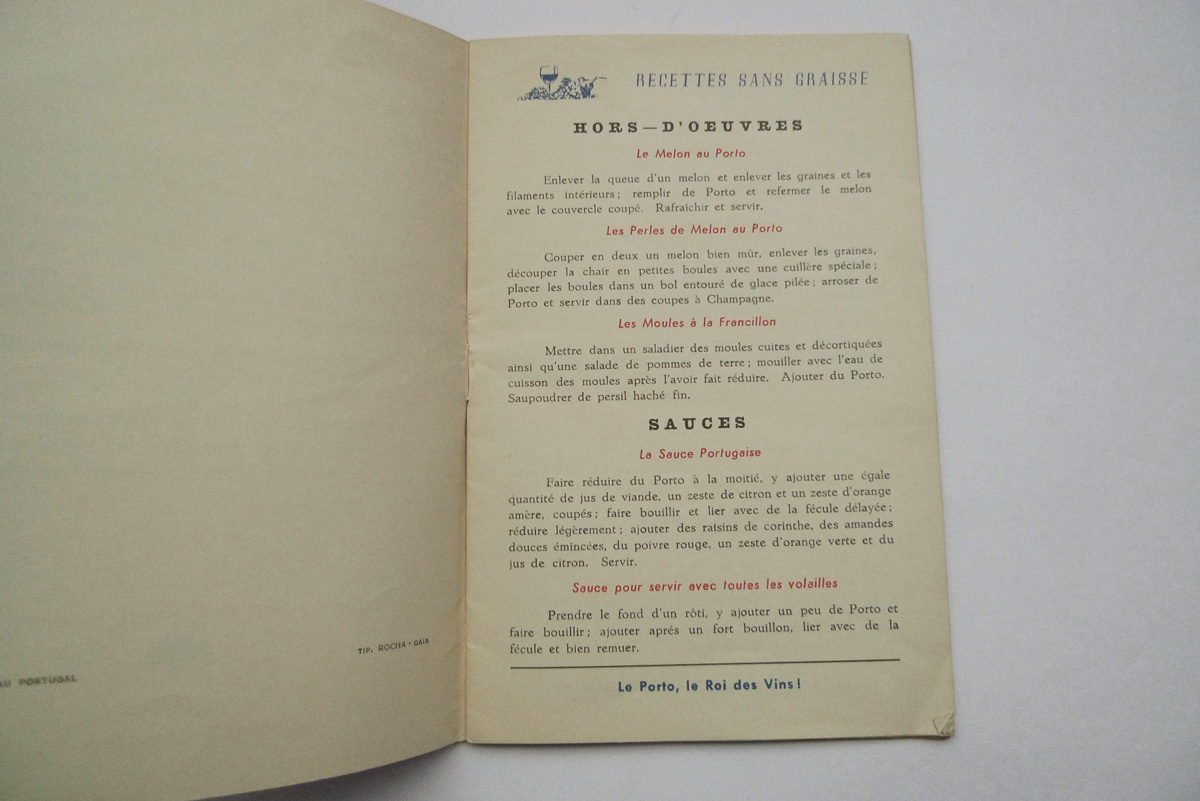 AU PORTUGAL
TIP. ROCHA · GAIA
RECETTES SANS GRAISSE
HORS—D'OEUVRES
Le Melon au Porto
Enlever la queue d'un melon et enlever les graines et les
filaments intérieurs; remplir de Porto et refermer le melon
avec le couvercle coupé. Rafraichir et servir.
Les Perles de Melon au Porto
Couper en deux un melon bien mûr, enlever les graines,
découper la chair en petites boules avec une cuillère spéciale;
placer les boules dans un bol entouré de glace pilée; arroser de
Porto et servir dans des coupes à Champagne.
Les Moules à la Francillon
Mettre dans un saladier des moules cuites et décortiquées
ainsi qu'une salade de pommes de terre; mouiller avec l'eau de
cuisson des moules après l'avoir fait réduire. Ajouter du Porto.
Saupoudrer de persil haché fin.
SAUCES
La Sauce Portugaise
Faire réduire du Porto à la moitié, y ajouter une égale
quantité de jus de viande, un zeste de citron et un zeste d'orange
amère, coupés; faire bouillir et lier avec de la fécule délayée;
réduire légèrement; ajouter des raisins de corinthe, des amandes
douces émincées, du poivre rouge, un zeste d'orange verte et du
jus de citron. Servir.
Sauce pour servir avec toutes les volailles
Prendre le fond d'un rôti, y ajouter un peu de Porto et
faire bouillir; ajouter aprés un fort bouillon, lier avec de la
fécule et bien remuer.
Le Porto, le Roi des Vins!